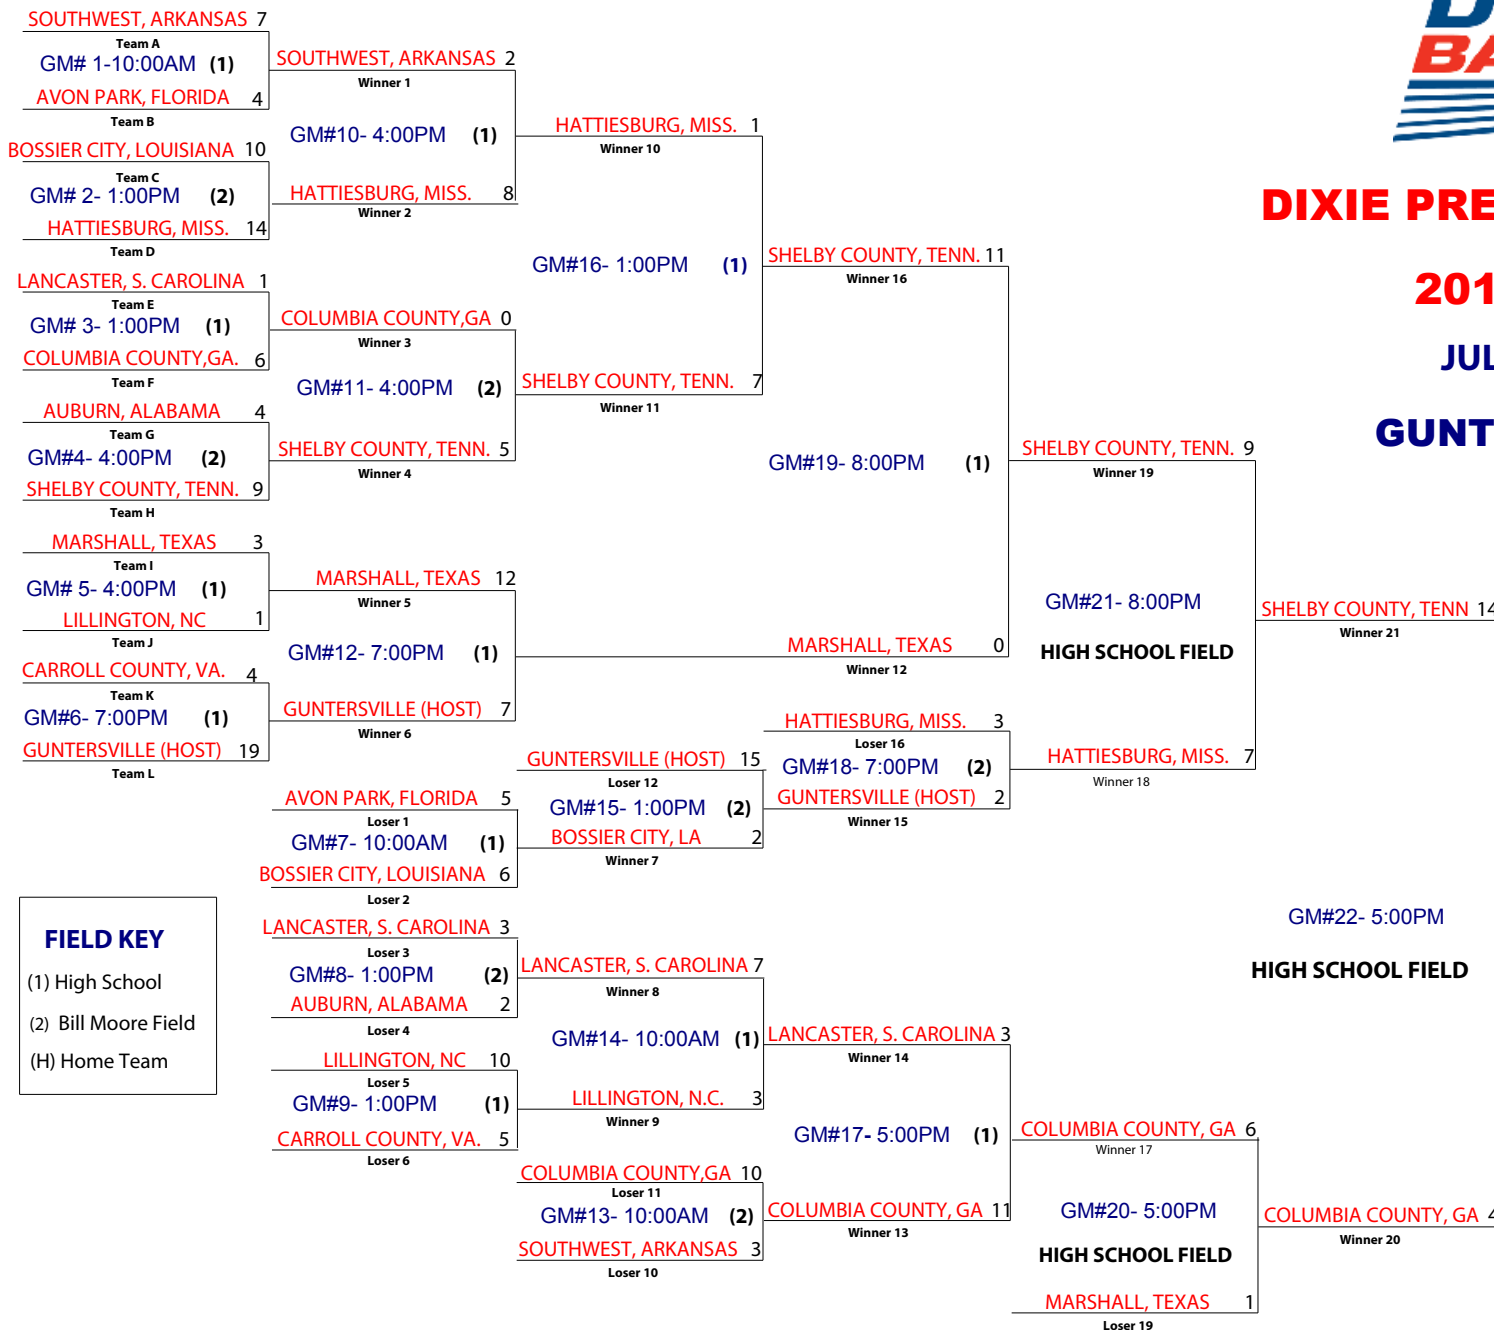 SOUTHWEST, ARKANSAS 7
Team A
GM# 1-10:00AM (1)
AVON PARK, FLORIDA 4
Team B
BOSSIER CITY, LOUISIANA 10
Team C
GM# 2- 1:00PM (2)
HATTIESBURG, MISS. 14
Team D
LANCASTER, S. CAROLINA 1
Team E
GM# 3- 1:00PM (1)
COLUMBIA COUNTY,GA. 6
Team F
AUBURN, ALABAMA 4
Team G
GM#4- 4:00PM (2)
SHELBY COUNTY, TENN. 9
Team H
MARSHALL, TEXAS 3
Team I
GM# 5- 4:00PM (1)
LILLINGTON, NC 1
Team J
CARROLL COUNTY, VA. 4
Team K
GM#6- 7:00PM (1)
GUNTERSVILLE (HOST) 19
Team L
SOUTHWEST, ARKANSAS 2
Winner 1
GM#10- 4:00PM (1)
HATTIESBURG, MISS. 8
Winner 2
COLUMBIA COUNTY,GA 0
Winner 3
GM#11- 4:00PM (2)
SHELBY COUNTY, TENN. 5
Winner 4
MARSHALL, TEXAS 12
Winner 5
GM#12- 7:00PM (1)
GUNTERSVILLE (HOST) 7
Winner 6
AVON PARK, FLORIDA 5
Loser 1
GM#7- 10:00AM (1)
BOSSIER CITY, LOUISIANA 6
Loser 2
LANCASTER, S. CAROLINA 3
Loser 3
GM#8- 1:00PM (2)
AUBURN, ALABAMA 2
Loser 4
LILLINGTON, NC 10
Loser 5
GM#9- 1:00PM (1)
CARROLL COUNTY, VA. 5
Loser 6
HATTIESBURG, MISS. 1
Winner 10
GM#16- 1:00PM (1)
SHELBY COUNTY, TENN. 7
Winner 11
GUNTERSVILLE (HOST) 15
Loser 12
GM#15- 1:00PM (2)
BOSSIER CITY, LA 2
Winner 7
LANCASTER, S. CAROLINA 7
Winner 8
GM#14- 10:00AM (1)
LILLINGTON, N.C. 3
Winner 9
COLUMBIA COUNTY,GA 10
Loser 11
GM#13- 10:00AM (2)
SOUTHWEST, ARKANSAS 3
Loser 10
SHELBY COUNTY, TENN. 11
Winner 16
GM#19- 8:00PM (1)
MARSHALL, TEXAS 0
Winner 12
HATTIESBURG, MISS. 3
Loser 16
GM#18- 7:00PM (2)
GUNTERSVILLE (HOST) 2
Winner 15
LANCASTER, S. CAROLINA 3
Winner 14
GM#17- 5:00PM (1)
COLUMBIA COUNTY, GA 11
Winner 13
SHELBY COUNTY, TENN. 9
Winner 19
GM#21- 8:00PM
HIGH SCHOOL FIELD
HATTIESBURG, MISS. 7
Winner 18
COLUMBIA COUNTY, GA 6
Winner 17
GM#20- 5:00PM
HIGH SCHOOL FIELD
MARSHALL, TEXAS 1
Loser 19
SHELBY COUNTY, TENN 14
Winner 21
GM#22- 5:00PM
HIGH SCHOOL FIELD
COLUMBIA COUNTY, GA 4
Winner 20
FIELD KEY
(1) High School
(2) Bill Moore Field
(H) Home Team
D
BA
DIXIE PRE
201
JUL
GUNT